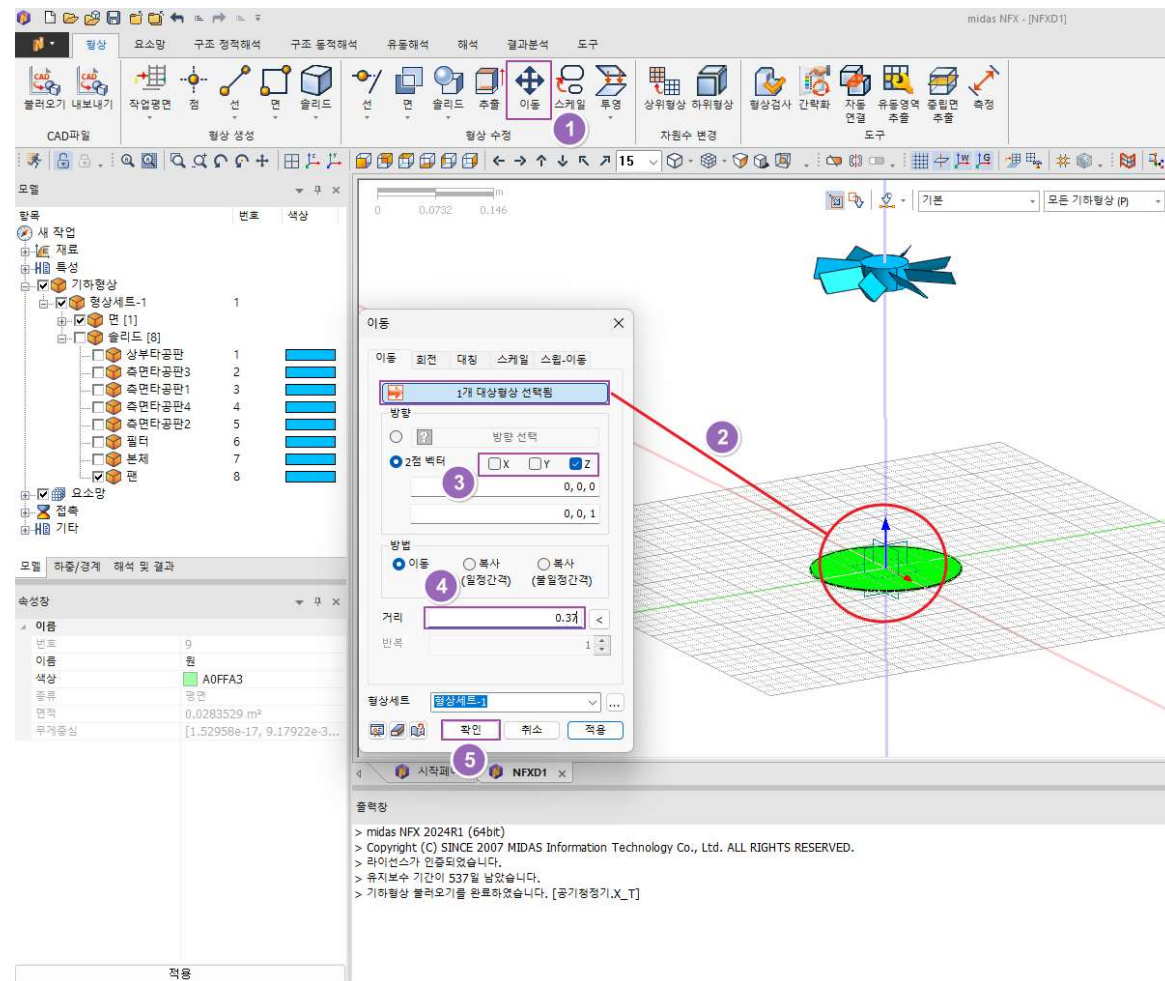 midas NFX - [NFXD1]
형상 요소망 구조 정적해석 구조 동적해석 유동해석 해석 결과분석 도구
CAD CAD
불러오기 내보내기 작업평면 점 선 면 솔리드 선 면 솔리드 추출 이동 스케일 투영 상위형상 하위형상 형상검사 간략화 자동 연결 유동영역 추출 중립면 추출 측정
1
CAD파일 형상 생성 형상 수정 차원수 변경 도구
15
모델
항목 번호 색상
새 작업
재료
특성
기하형상
형상세트-1 1
면 [1]
솔리드 [8]
상부타공판 1
측면타공판3 2
측면타공판1 3
측면타공판4 4
측면타공판2 5
필터 6
본체 7
팬 8
요소망
접촉
기타
모델 하중/경계 해석 및 결과
속성창
이름
번호 9
이름 원
색상 A0FFA3
종류 평면
면적 0.0283529 m²
무게중심 [1.52958e-17, 9.17922e-3...
적용
m
0 0.0732 0.146
기본 모든 기하형상 (P)
이동
이동 회전 대칭 스케일 스윕-이동
1개 대상형상 선택됨
2
방향
? 방향 선택
2점 벡터 X Y Z
3
0, 0, 0
0, 0, 1
방법
이동 복사 (일정간격) 복사 (불일정간격)
4
거리 0.37 <
반복 1
형상세트 형상세트-1 ...
확인 취소 적용
5
NFXD1
출력창
> midas NFX 2024R1 (64bit)
> Copyright (C) SINCE 2007 MIDAS Information Technology Co., Ltd. ALL RIGHTS RESERVED.
> 라이선스가 인증되었습니다.
> 유지보수 기간이 537일 남았습니다.
> 기하형상 불러오기를 완료하였습니다. [공기청정기.X_T]